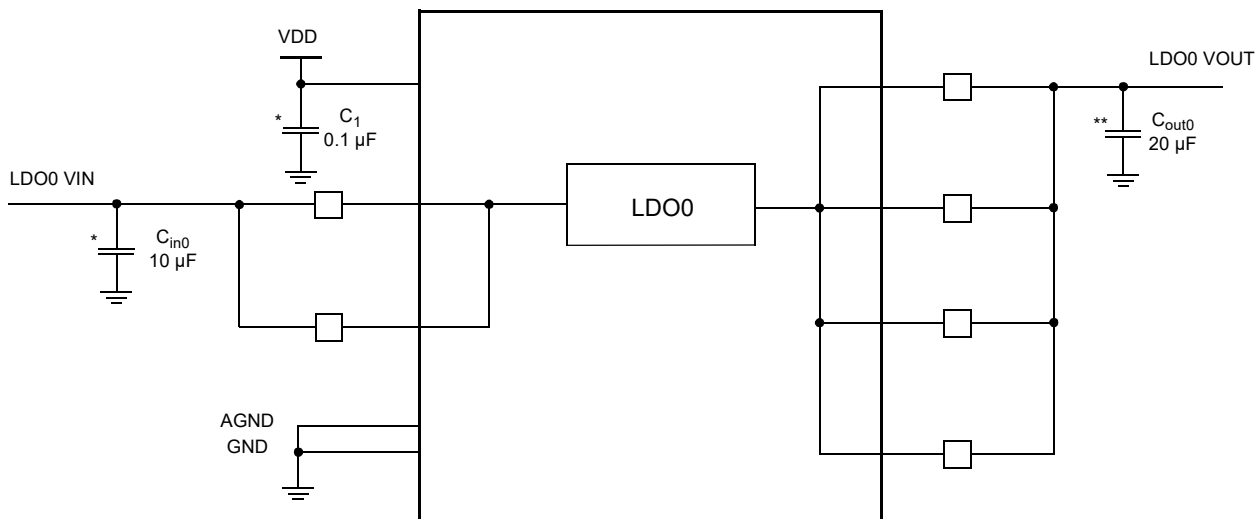 VDD
*
C1
0.1 µF
LDO0 VIN
*
Cin0
10 µF
AGND
GND
LDO0
LDO0 VOUT
**
Cout0
20 µF